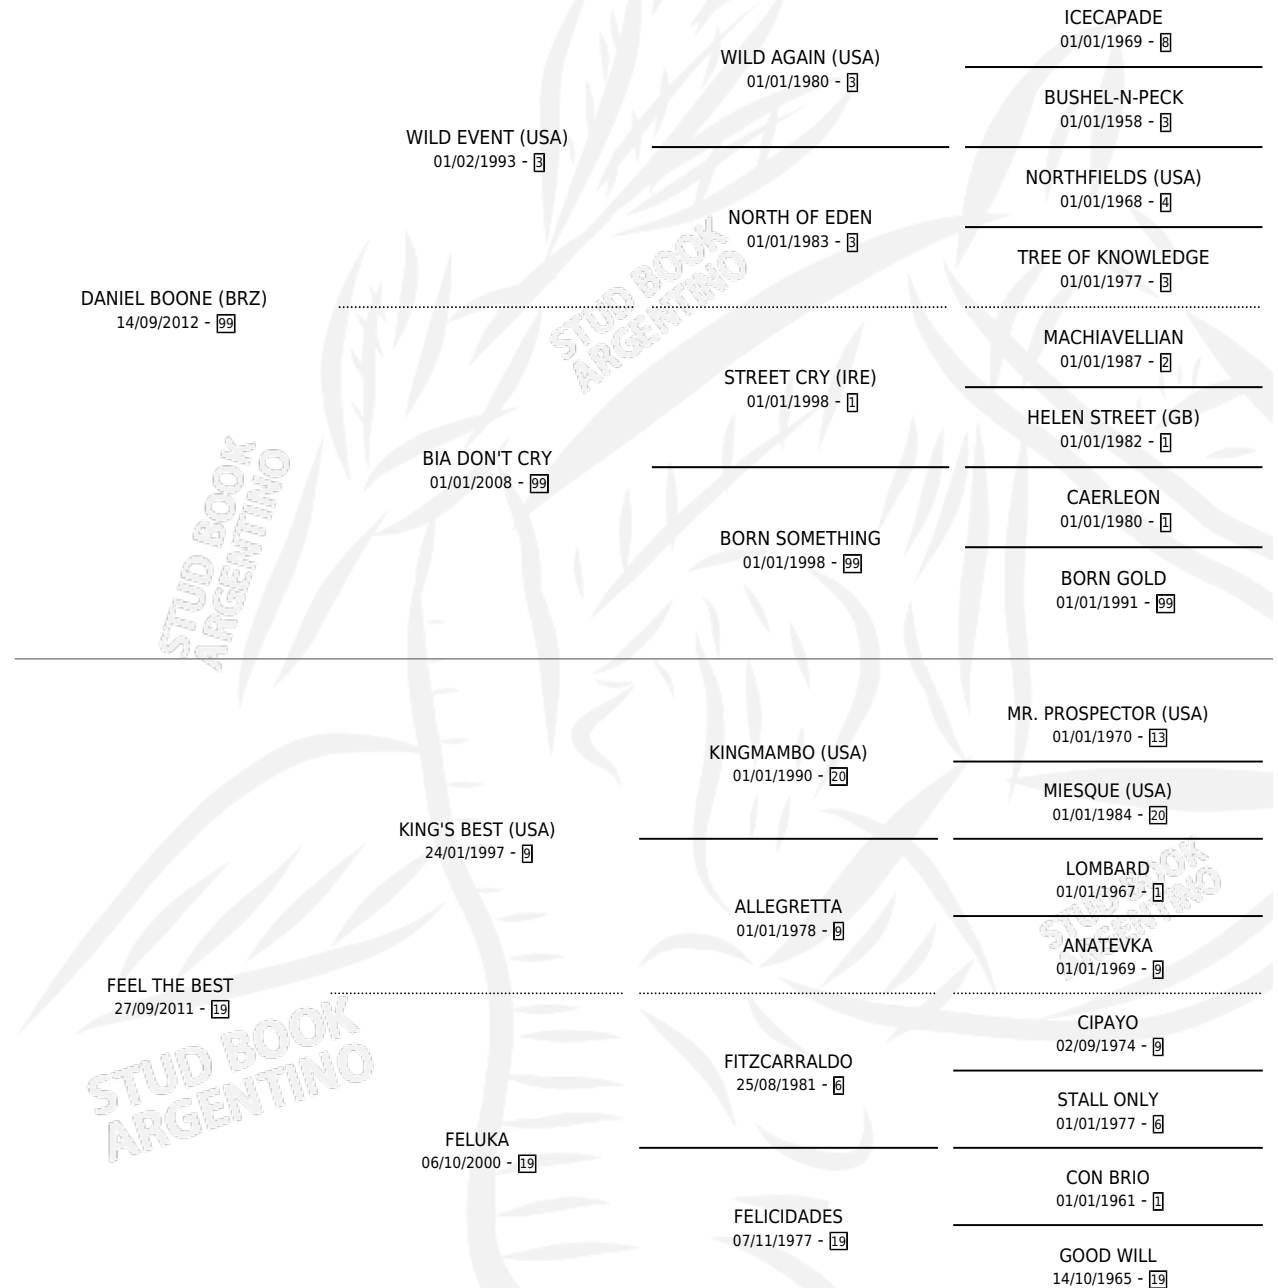 ICECAPADE
01/01/1969 - 8
WILD AGAIN (USA)
01/01/1980 - 3
BUSHEL-N-PECK
01/01/1958 - 3
WILD EVENT (USA)
01/02/1993 - 3
NORTHFIELDS (USA)
01/01/1968 - 4
NORTH OF EDEN
01/01/1983 - 3
TREE OF KNOWLEDGE
01/01/1977 - 3
DANIEL BOONE (BRZ)
14/09/2012 - 99
MACHIAVELLIAN
01/01/1987 - 2
STREET CRY (IRE)
01/01/1998 - 1
HELEN STREET (GB)
01/01/1982 - 1
BIA DON'T CRY
01/01/2008 - 99
CAERLEON
01/01/1980 - 1
BORN SOMETHING
01/01/1998 - 99
BORN GOLD
01/01/1991 - 99
MR. PROSPECTOR (USA)
01/01/1970 - 13
KINGMAMBO (USA)
01/01/1990 - 20
MIESQUE (USA)
01/01/1984 - 20
KING'S BEST (USA)
24/01/1997 - 9
LOMBARD
01/01/1967 - 1
ALLEGRETTA
01/01/1978 - 9
ANATEVKA
01/01/1969 - 9
FEEL THE BEST
27/09/2011 - 19
CIPAYO
02/09/1974 - 9
FITZCARRALDO
25/08/1981 - 6
STALL ONLY
01/01/1977 - 6
FELUKA
06/10/2000 - 19
CON BRIO
01/01/1961 - 1
FELICIDADES
07/11/1977 - 19
GOOD WILL
14/10/1965 - 19
STUD BOOK
ARGENTINO
STUD BOOK
ARGENTINO
STUD BOOK
ARGENTINO
STUD BOOK
ARGENTINO